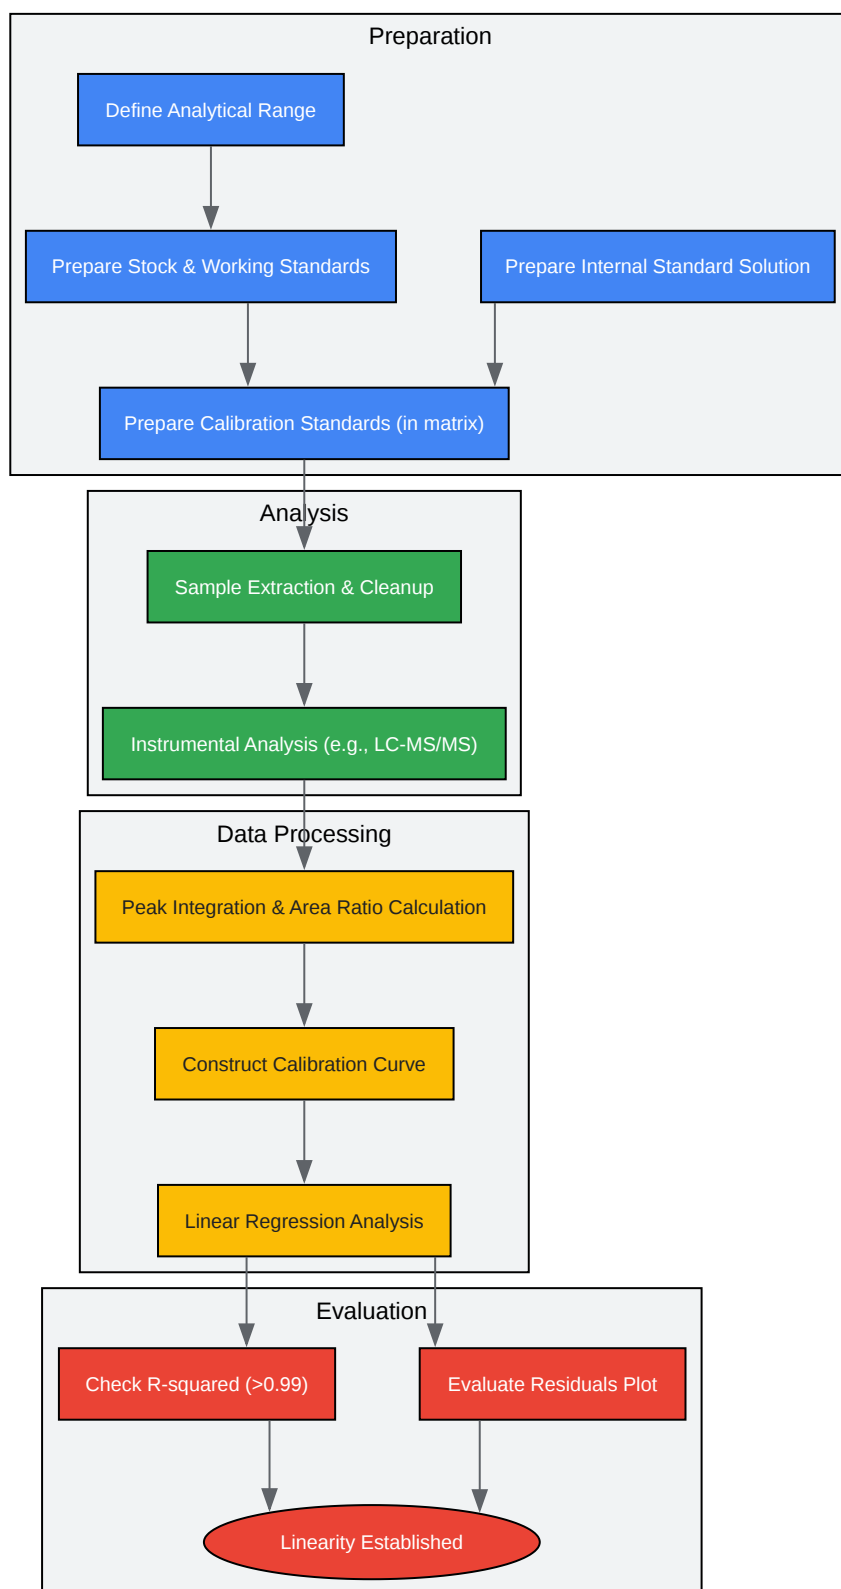 Preparation
Define Analytical Range
Prepare Stock & Working Standards
Prepare Internal Standard Solution
Prepare Calibration Standards (in matrix)
Analysis
Sample Extraction & Cleanup
Instrumental Analysis (e.g., LC-MS/MS)
Data Processing
Peak Integration & Area Ratio Calculation
Construct Calibration Curve
Linear Regression Analysis
Evaluation
Check R-squared (>0.99)
Evaluate Residuals Plot
Linearity Established